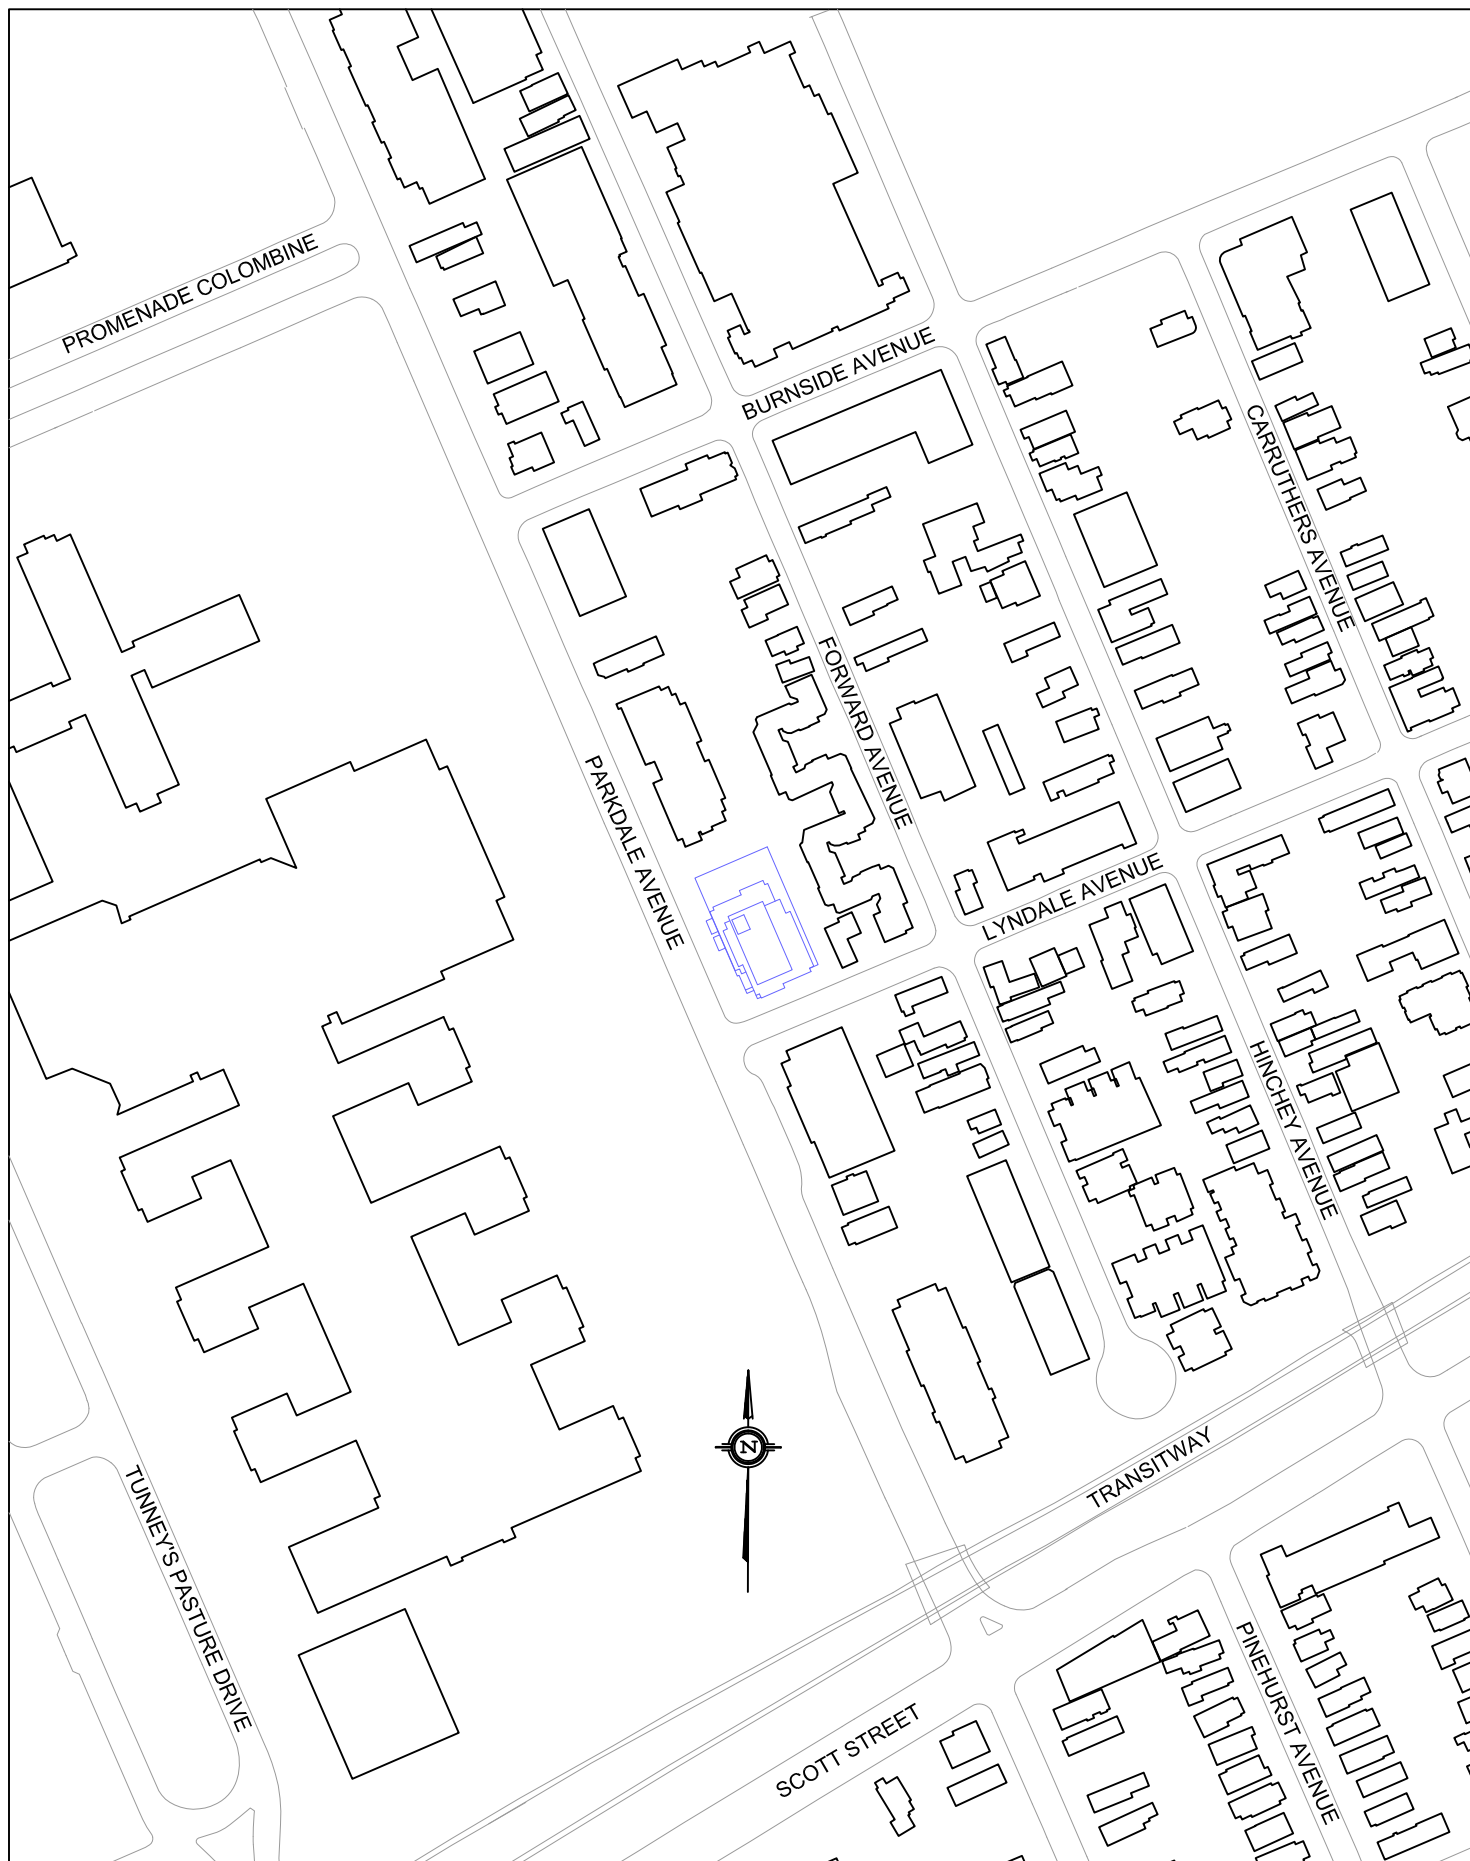 PROMENADE COLOMBINE
BURNSIDE AVENUE
CARRUTHERS AVENUE
FORWARD AVENUE
PARKDALE AVENUE
LYNDALE AVENUE
HINCHEY AVENUE
N
TRANSITWAY
TUNNEY'S PASTURE DRIVE
PINEHURST AVENUE
SCOTT STREET